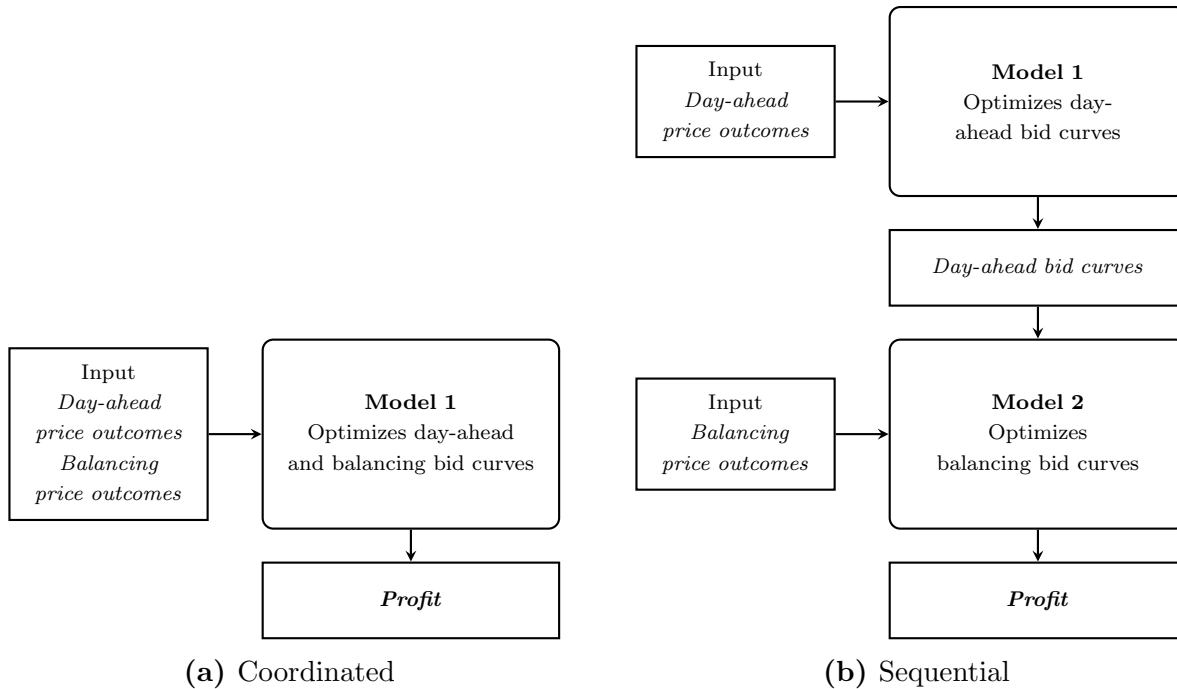 Input
Day-ahead
price outcomes
Balancing
price outcomes
Model 1
Optimizes day-ahead
and balancing bid curves
Profit
(a) Coordinated
Input
Day-ahead
price outcomes
Model 1
Optimizes day-
ahead bid curves
Day-ahead bid curves
Input
Balancing
price outcomes
Model 2
Optimizes
balancing bid curves
Profit
(b) Sequential